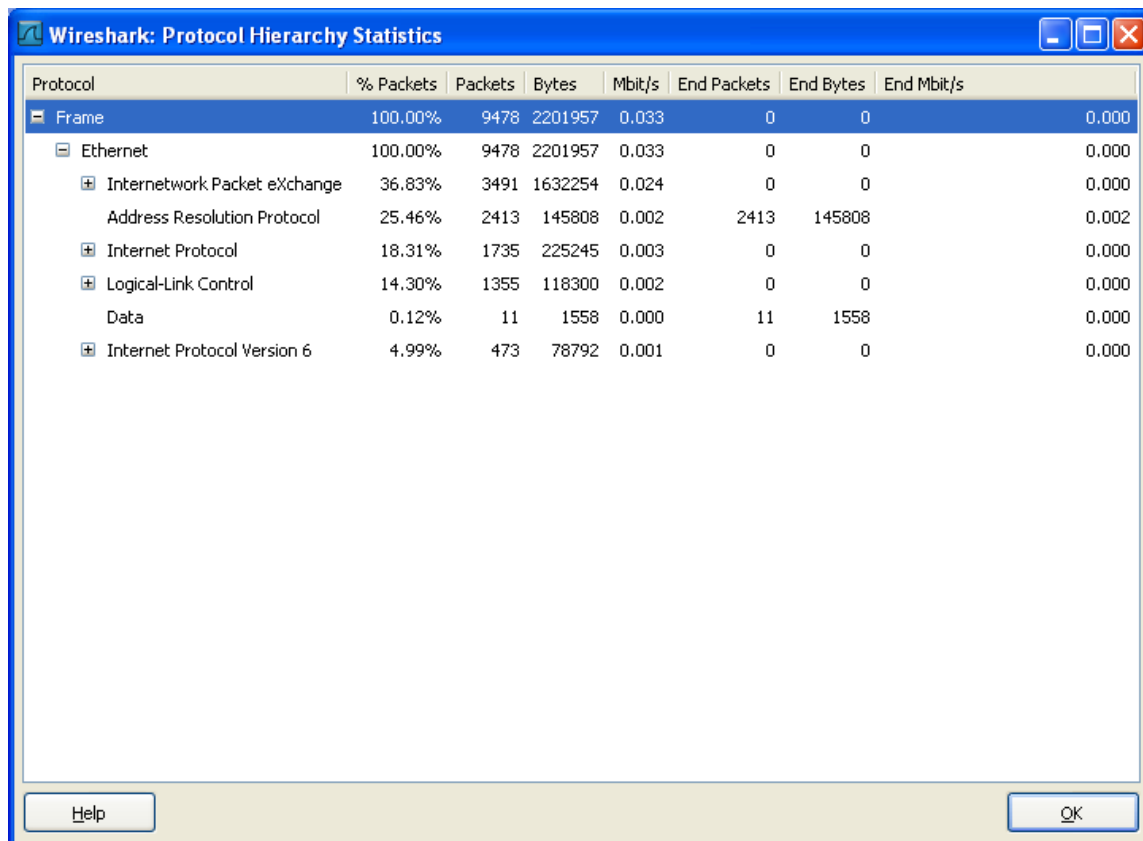 Wireshark: Protocol Hierarchy Statistics
Protocol % Packets Packets Bytes Mbit/s End Packets End Bytes End Mbit/s
Frame 100.00% 9478 2201957 0.033 0 0 0.000
Ethernet 100.00% 9478 2201957 0.033 0 0 0.000
Internetwork Packet eXchange 36.83% 3491 1632254 0.024 0 0 0.000
Address Resolution Protocol 25.46% 2413 145808 0.002 2413 145808 0.002
Internet Protocol 18.31% 1735 225245 0.003 0 0 0.000
Logical-Link Control 14.30% 1355 118300 0.002 0 0 0.000
Data 0.12% 11 1558 0.000 11 1558 0.000
Internet Protocol Version 6 4.99% 473 78792 0.001 0 0 0.000
Help OK